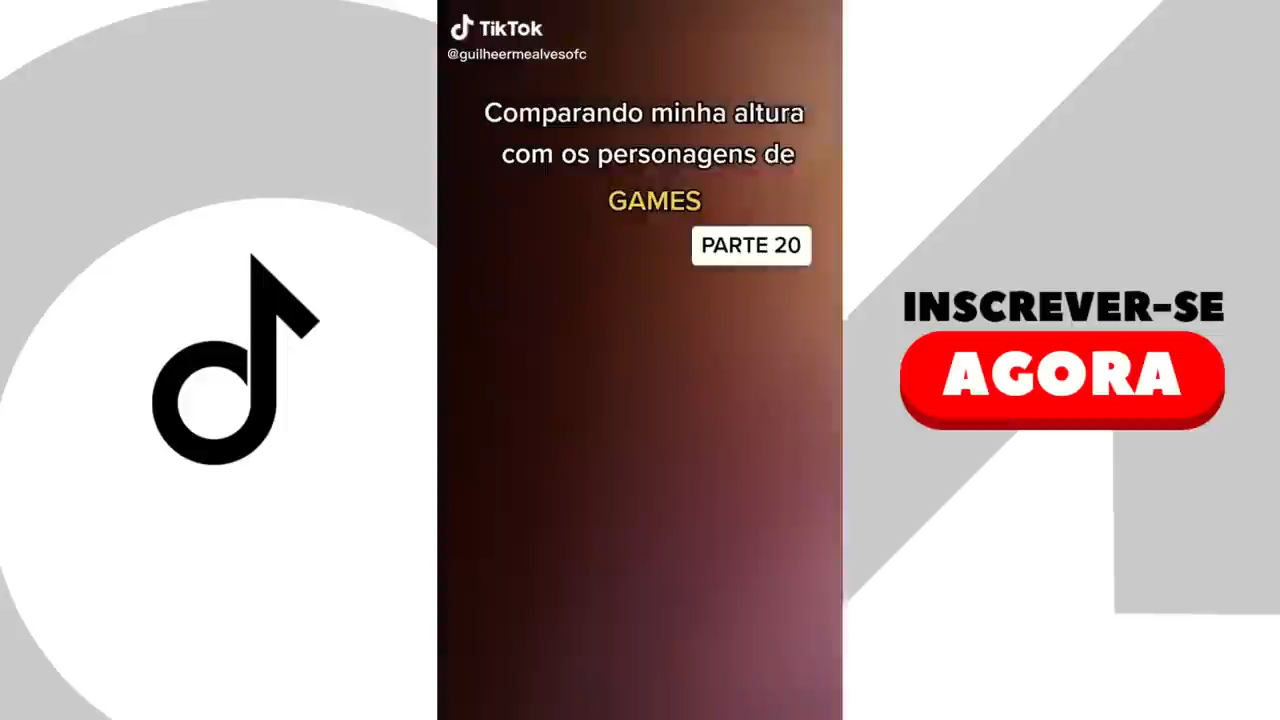 TikTok
@guilheermealvesofc
Comparando minha altura
com os personagens de
GAMES
PARTE 20
INSCREVER-SE
AGORA